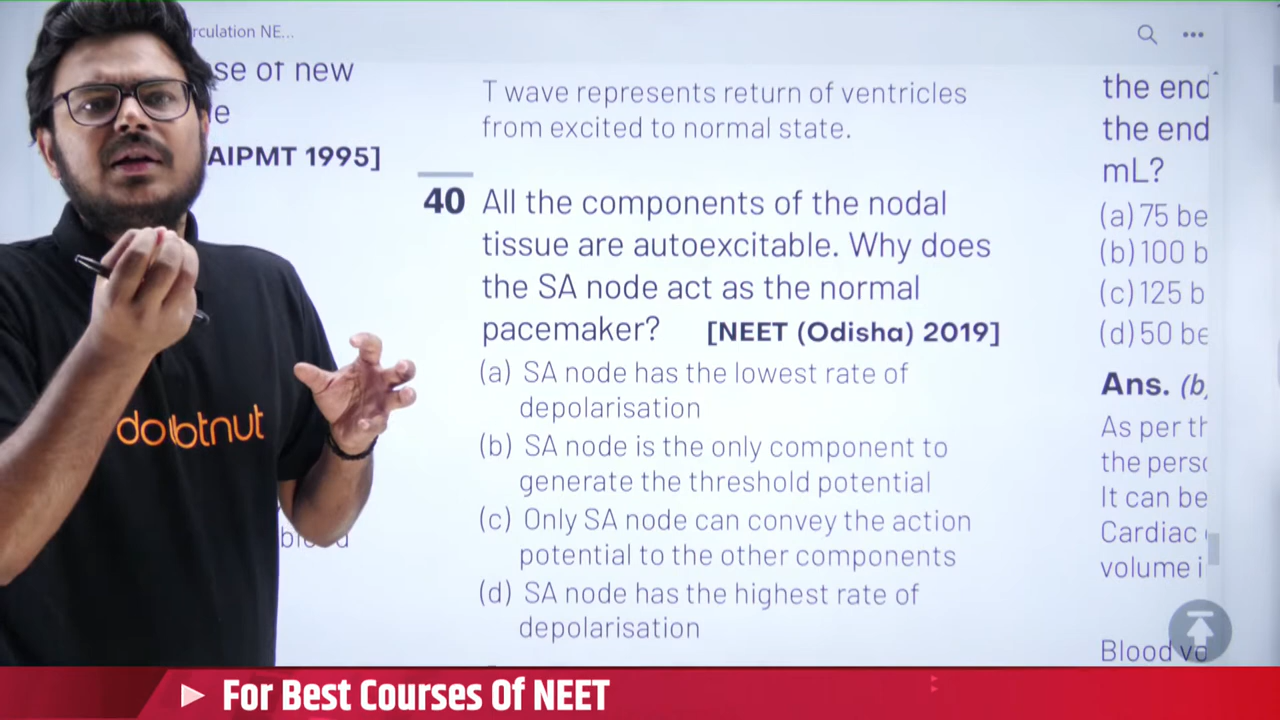 rculation NE...
se of new
le
AIPMT 1995]
T wave represents return of ventricles
from excited to normal state.
40 All the components of the nodal
tissue are autoexcitable. Why does
the SA node act as the normal
pacemaker? [NEET (Odisha) 2019]
(a) SA node has the lowest rate of
depolarisation
(b) SA node is the only component to
generate the threshold potential
(c) Only SA node can convey the action
potential to the other components
(d) SA node has the highest rate of
depolarisation
the end
the end
mL?
(a) 75 be
(b) 100 b
(c) 125 b
(d) 50 be
Ans. (b,
As per th
the perso
It can be
Cardiac
volume i
Blood vo
doubtnut
For Best Courses Of NEET